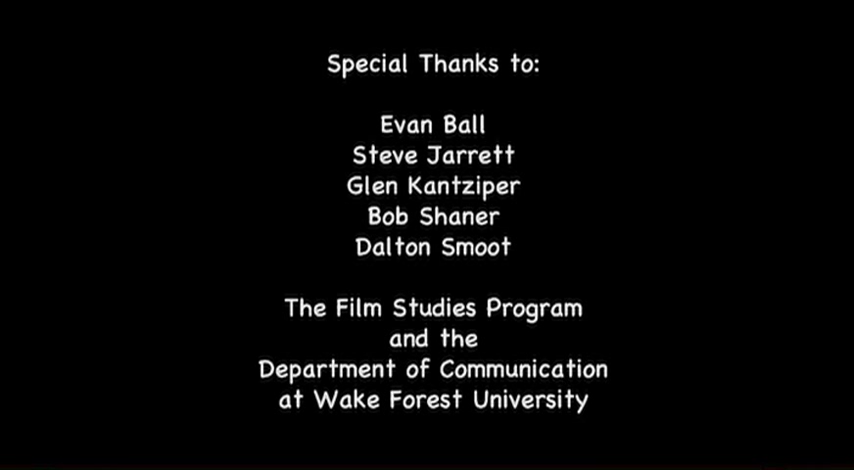 Special Thanks to:
Evan Ball
Steve Jarrett
Glen Kantziper
Bob Shaner
Dalton Smoot
The Film Studies Program
and the
Department of Communication
at Wake Forest University